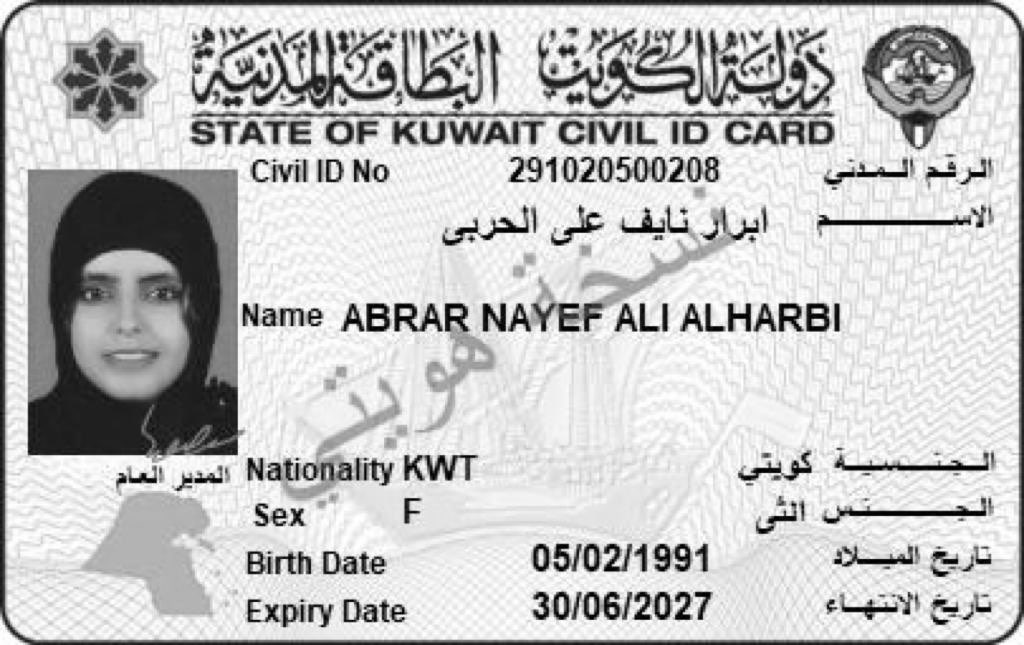 دولة الكويت البطاقة المدنية
STATE OF KUWAIT CIVIL ID CARD
Civil ID No 291020500208 الرقم المدني
الاسم ابرار نايف على الحربى
Name ABRAR NAYEF ALI ALHARBI
نسخة هويتي
المدير العام
Nationality KWT كويتي الجنسية
Sex F انثى الجنس
Birth Date 05/02/1991 تاريخ الميلاد
Expiry Date 30/06/2027 تاريخ الانتهاء